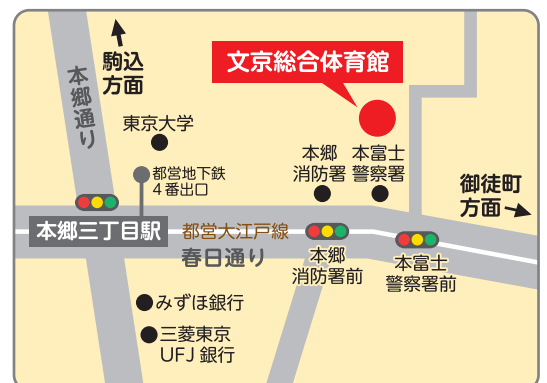 駒込
方面
本郷通り
文京総合体育館
東京大学
本郷
消防署
本富士
警察署
都営地下鉄
4番出口
御徒町
方面
本郷三丁目駅
都営大江戸線
春日通り
本郷
消防署前
本富士
警察署前
みずほ銀行
三菱東京
UFJ 銀行